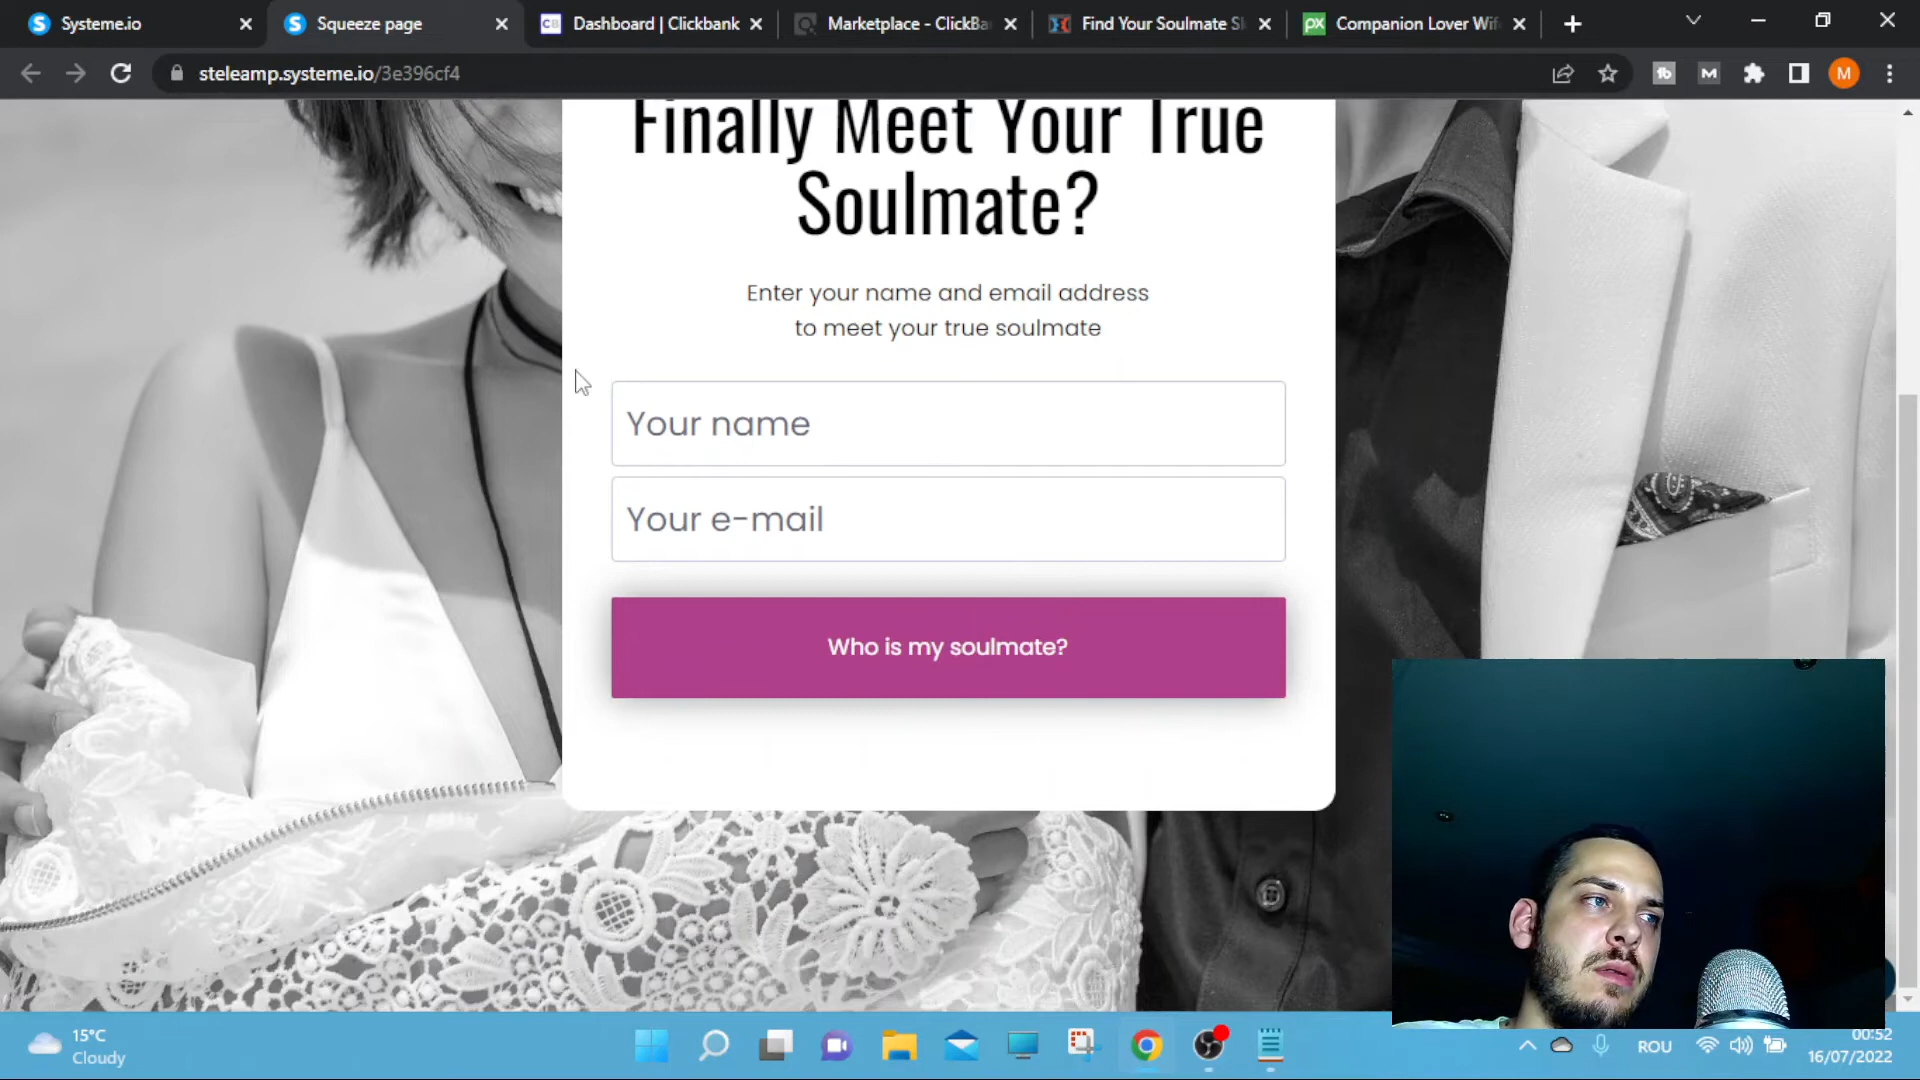 Systeme.io
Squeeze page
Dashboard | Clickbank
Marketplace - ClickBa
Find Your Soulmate S
Companion Lover Wif
steleamp.systeme.io/3e396cf4
M
Finally Meet Your True
Soulmate?
Enter your name and email address
to meet your true soulmate
Your name
Your e-mail
Who is my soulmate?
15°C
Cloudy
ROU
00:52
16/07/2022